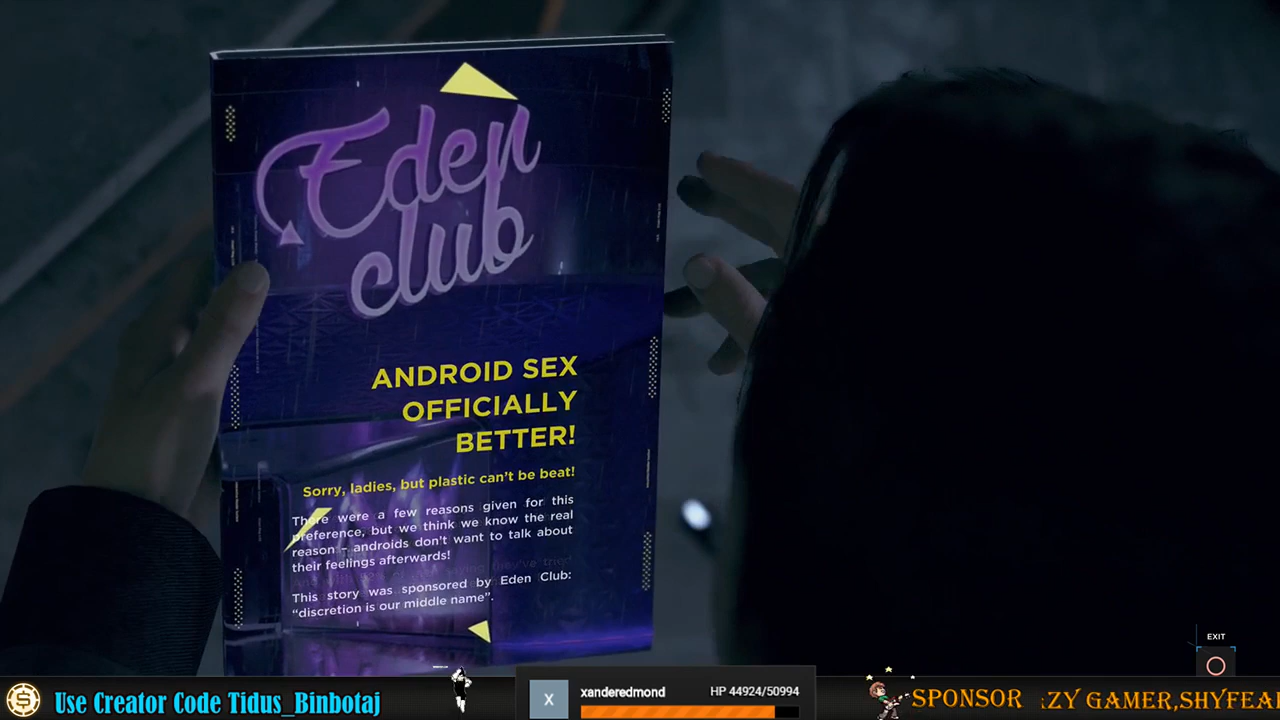 Eden
club
ANDROID SEX
OFFICIALLY
BETTER!
Sorry, ladies, but plastic can't be beat!
There were a few reasons given for this
preference, but we think we know the real
reason - androids don't want to talk about
their feelings afterwards!
This story was sponsored by Eden Club:
"discretion is our middle name".
EXIT
Use Creator Code Tidus_Binbotaj
X
xanderedmond HP 44924/50994
SPONSOR ZY GAMER,SHYFEA